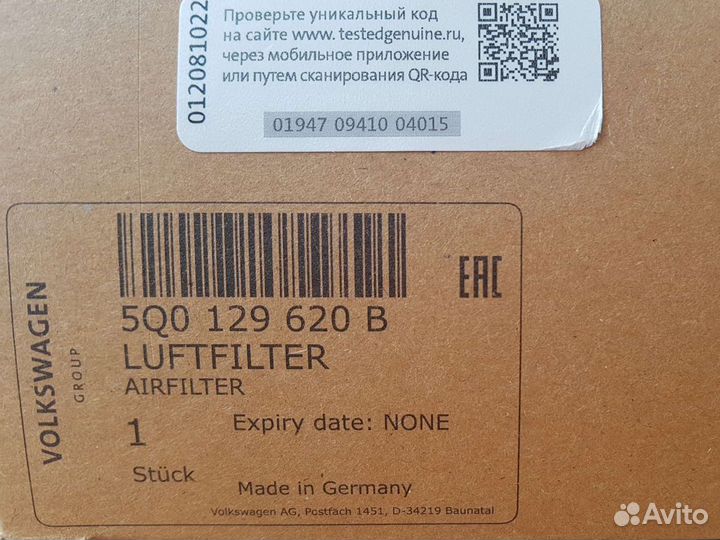 Проверьте уникальный код
на сайте www. testedgenuine.ru,
через мобильное приложение
или путем сканирования QR-кода
012081022
01947 09410 04015
VOLKSWAGEN
GROUP
EAC
5Q0 129 620 B
LUFTFILTER
AIRFILTER
1
Expiry date: NONE
Stück
Made in Germany
Volkswagen AG, Postfach 1451, D-34219 Baunatal
Avito